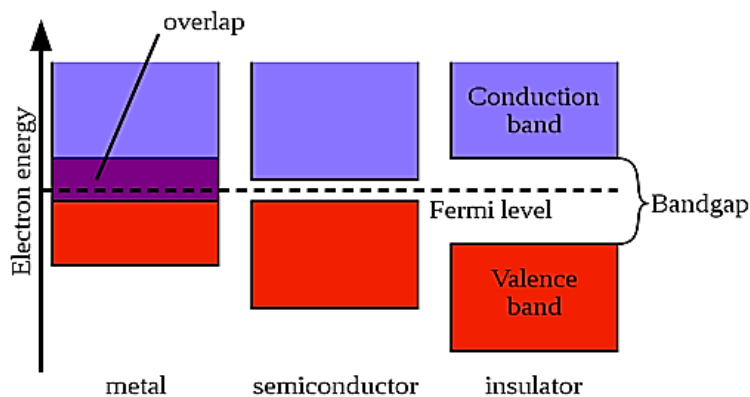 overlap
Electron energy
Conduction
band
Fermi level
Bandgap
Valence
band
metal
semiconductor
insulator